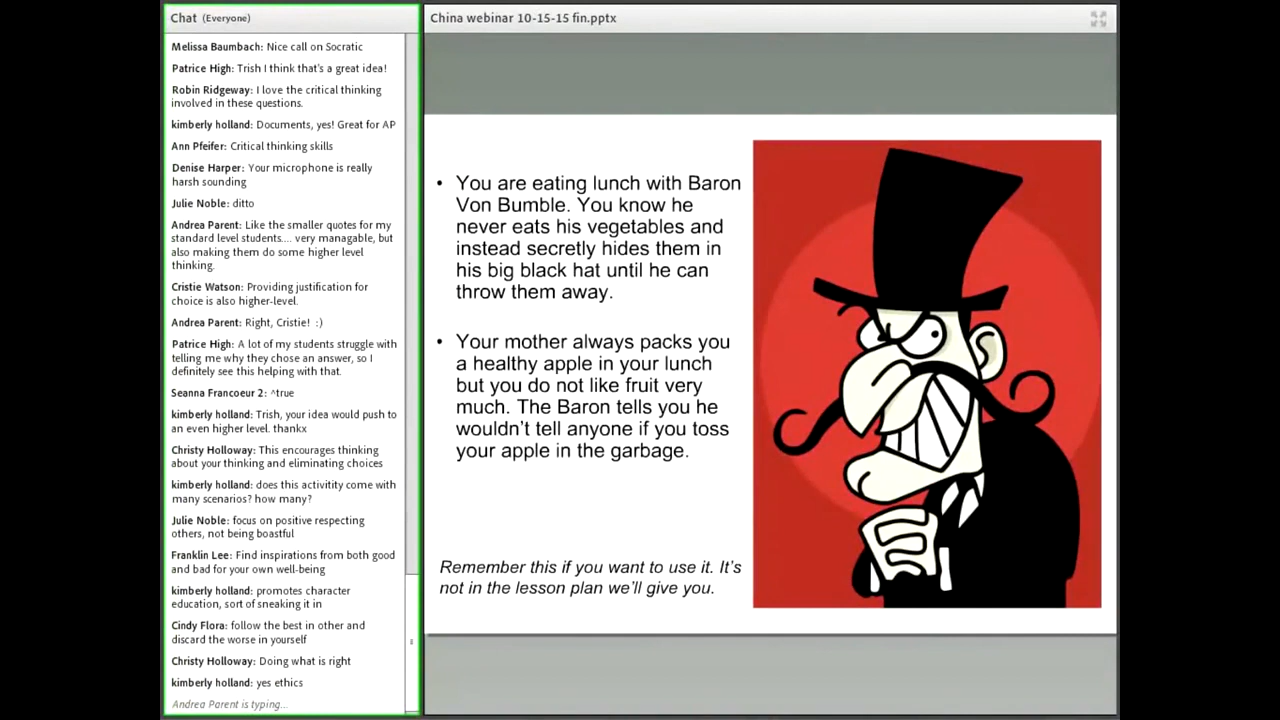 Chat (Everyone)
Melissa Baumbach: Nice call on Socratic
Patrice High: Trish I think that's a great idea!
Robin Ridgeway: I love the critical thinking
involved in these questions.
kimberly holland: Documents, yes! Great for AP
Ann Pfeifer: Critical thinking skills
Denise Harper: Your microphone is really
harsh sounding
Julie Noble: ditto
Andrea Parent: Like the smaller quotes for my
standard level students.... very managable, but
also making them do some higher level
thinking.
Cristie Watson: Providing justification for
choice is also higher-level.
Andrea Parent: Right, Cristie! :)
Patrice High: A lot of my students struggle with
telling me why they chose an answer, so I
definitely see this helping with that.
Seanna Francoeur 2: ^true
kimberly holland: Trish, your idea would push to
an even higher level. thankx
Christy Holloway: This encourages thinking
about your thinking and eliminating choices
kimberly holland: does this activitity come with
many scenarios? how many?
Julie Noble: focus on positive respecting
others, not being boastful
Franklin Lee: Find inspirations from both good
and bad for your own well-being
kimberly holland: promotes character
education, sort of sneaking it in
Cindy Flora: follow the best in other and
discard the worse in yourself
Christy Holloway: Doing what is right
kimberly holland: yes ethics
Andrea Parent is typing...
China webinar 10-15-15 fin.pptx
• You are eating lunch with Baron
Von Bumble. You know he
never eats his vegetables and
instead secretly hides them in
his big black hat until he can
throw them away.
• Your mother always packs you
a healthy apple in your lunch
but you do not like fruit very
much. The Baron tells you he
wouldn't tell anyone if you toss
your apple in the garbage.
Remember this if you want to use it. It's
not in the lesson plan we'll give you.